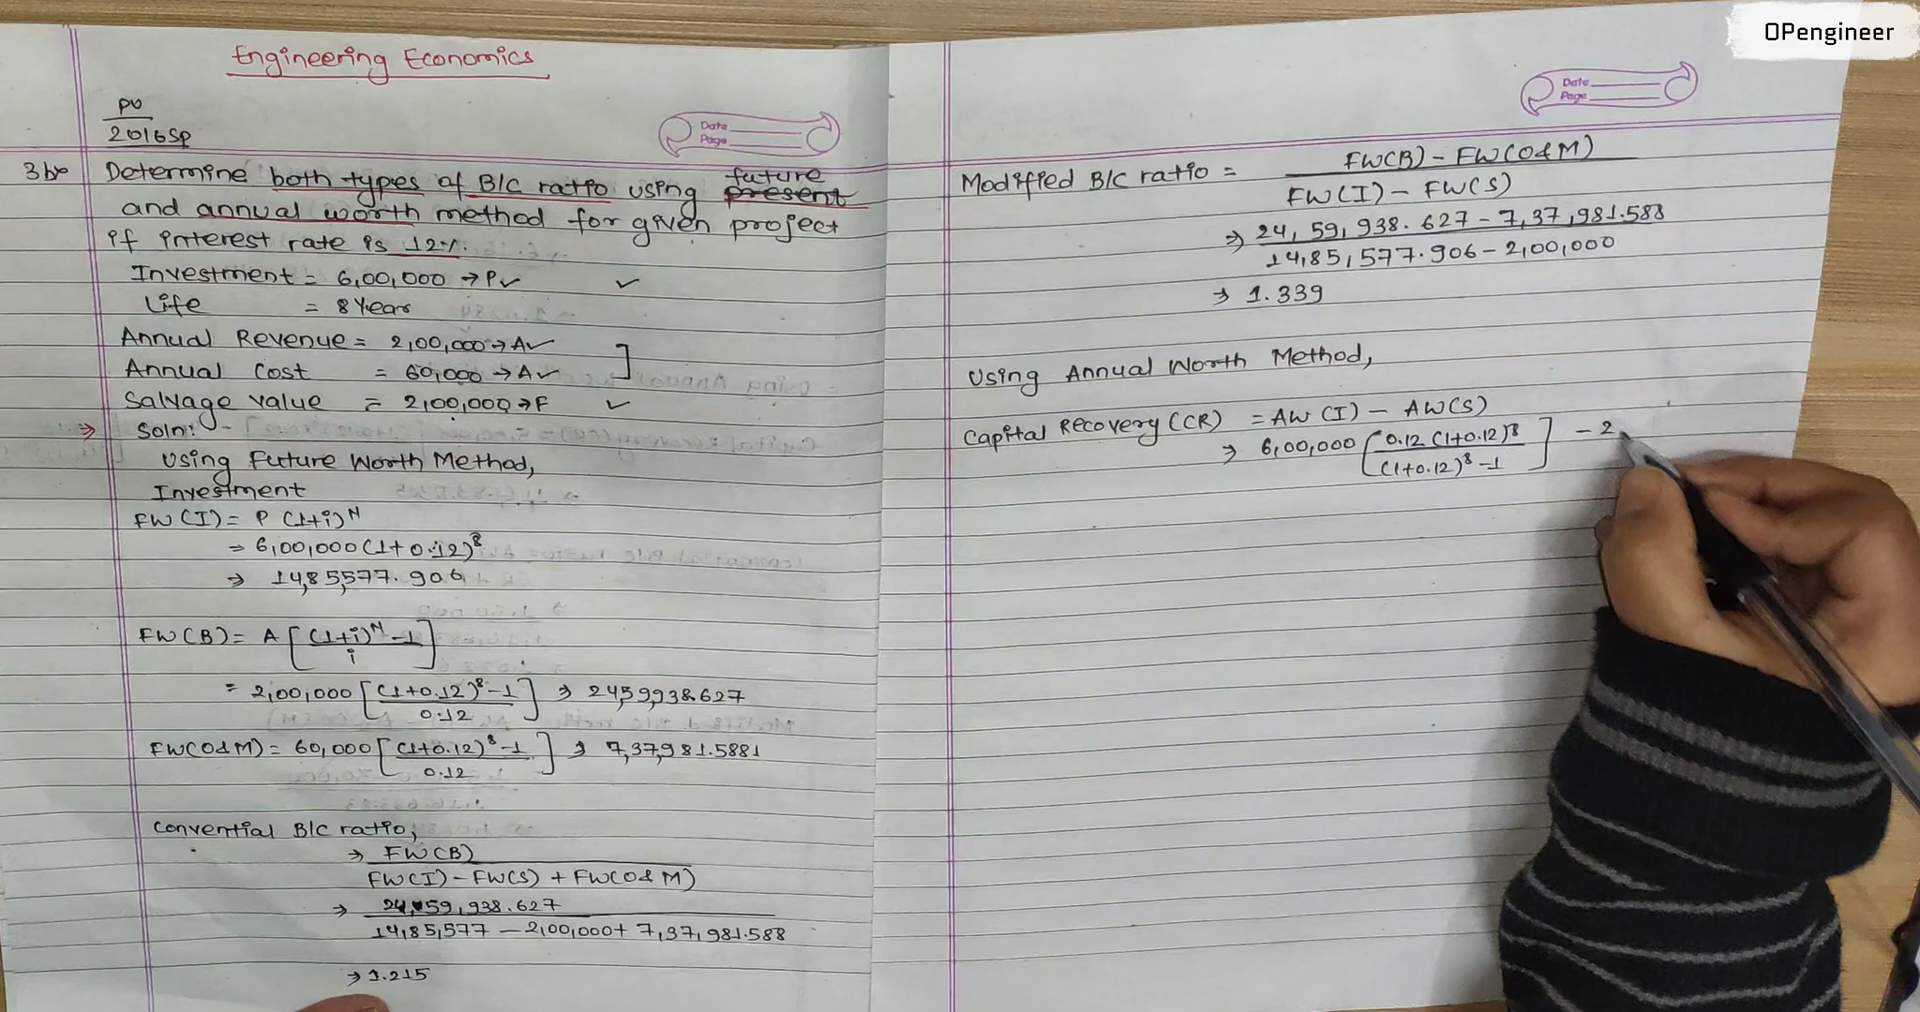 OPengineer
Engineering Economics
PU
2016SP
Date
Page
3b> Determine both types of B/C ratio using present future
and annual worth method for given project
if interest rate is 12%.
Investment = 6,00,000 → P✓ ✓
Life = 8 Year
Annual Revenue = 2,00,000 → A✓
Annual Cost = 60,000 → A✓
Salvage value = 2,00,000 → F ✓
⇒ Soln: -
Using Future Worth Method,
Investment
FW(I) = P (1+i)^N
= 6,00,000 (1+0.12)^8
⇒ 14,85,577.906
FW(B) = A [((1+i)^N - 1)/i]
= 2,00,000 [((1+0.12)^8 - 1)/0.12] ⇒ 24,59,938.627
FW(O&M) = 60,000 [((1+0.12)^8 - 1)/0.12] ⇒ 7,37,981.5881
Convential B/C ratio,
⇒ FW(B)
FW(I) - FW(S) + FW(O&M)
⇒ 24,59,938.627
14,85,577 - 2,00,000 + 7,37,981.588
⇒ 1.215
Date
Page
Modified B/C ratio = FW(B) - FW(O&M)
FW(I) - FW(S)
⇒ 24,59,938.627 - 7,37,981.588
14,85,577.906 - 2,00,000
⇒ 1.339
Using Annual Worth Method,
Capital Recovery (CR) = AW(I) - AW(S)
⇒ 6,00,000 [(0.12 (1+0.12)^8)/((1+0.12)^8 - 1)] - 2